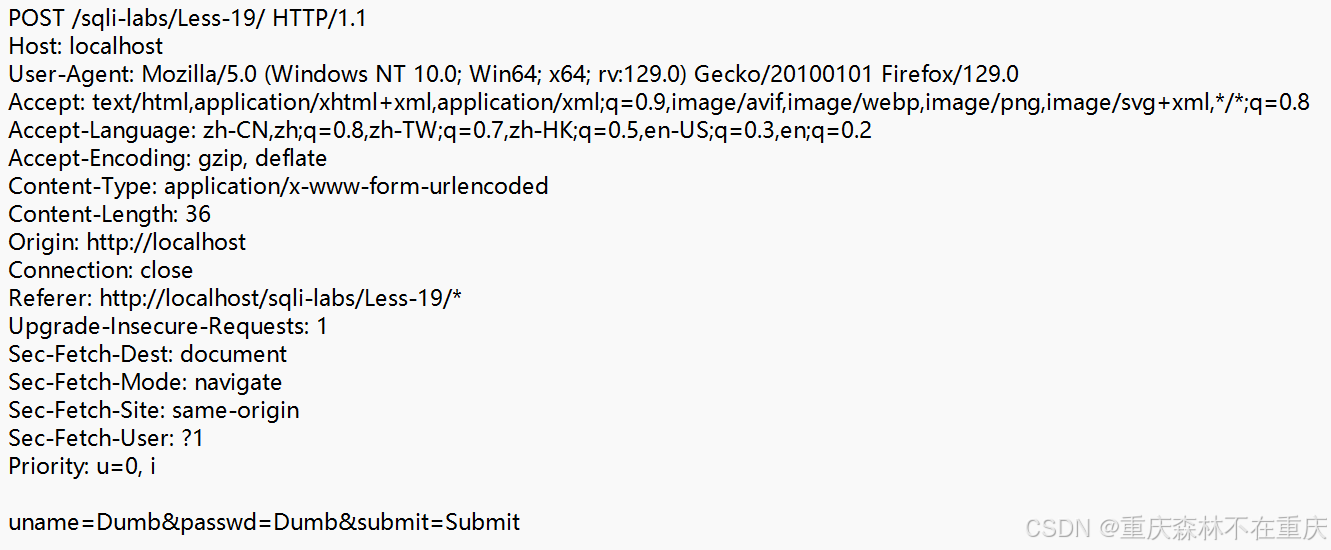 POST /sqli-labs/Less-19/ HTTP/1.1
Host: localhost
User-Agent: Mozilla/5.0 (Windows NT 10.0; Win64; x64; rv:129.0) Gecko/20100101 Firefox/129.0
Accept: text/html,application/xhtml+xml,application/xml;q=0.9,image/avif,image/webp,image/png,image/svg+xml,*/*;q=0.8
Accept-Language: zh-CN,zh;q=0.8,zh-TW;q=0.7,zh-HK;q=0.5,en-US;q=0.3,en;q=0.2
Accept-Encoding: gzip, deflate
Content-Type: application/x-www-form-urlencoded
Content-Length: 36
Origin: http://localhost
Connection: close
Referer: http://localhost/sqli-labs/Less-19/*
Upgrade-Insecure-Requests: 1
Sec-Fetch-Dest: document
Sec-Fetch-Mode: navigate
Sec-Fetch-Site: same-origin
Sec-Fetch-User: ?1
Priority: u=0, i
uname=Dumb&passwd=Dumb&submit=Submit
CSDN @重庆森林不在重庆